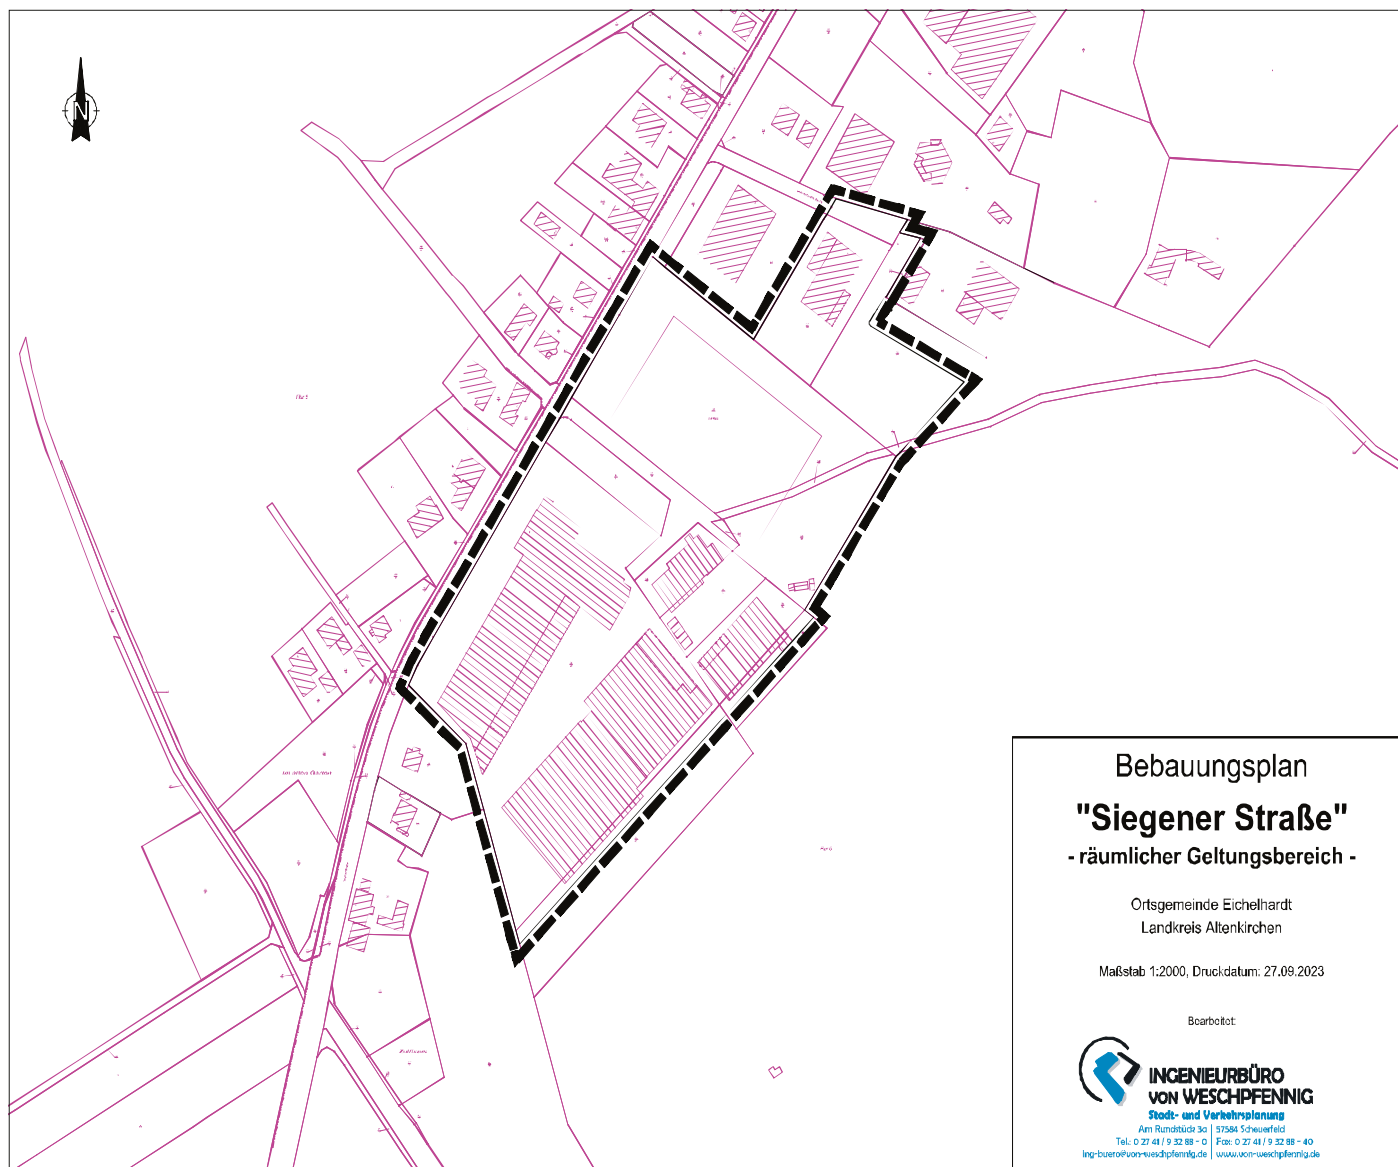 N
Bebauungsplan
"Siegener Straße"
- räumlicher Geltungsbereich -
Ortsgemeinde Eichelhardt
Landkreis Altenkirchen
Maßstab 1:2000, Druckdatum: 27.09.2023
Bearbeitet:
INGENIEURBÜRO
VON WESCHPFENNIG
Stadt- und Verkehrsplanung
Am Rundstück 3a | 57584 Scheuerfeld
Tel.: 0 27 41 / 9 32 88 - 0 | Fax: 0 27 41 / 9 32 88 - 40
ing-buero@von-weschpfennig.de | www.von-weschpfennig.de